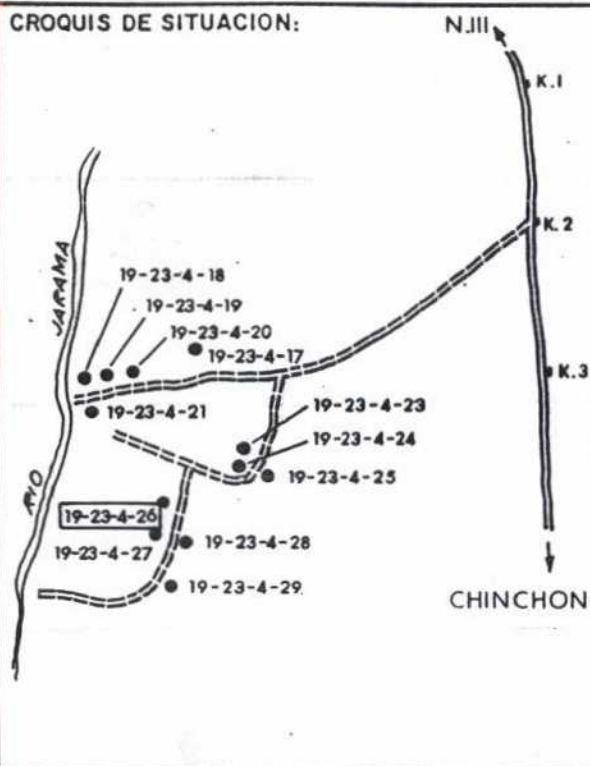 CROQUIS DE SITUACION:
N.III
K.1
K.2
JARAMA
19-23-4-18
19-23-4-19
19-23-4-20
19-23-4-17
K.3
19-23-4-21
19-23-4-23
19-23-4-24
19-23-4-25
RIO
19-23-4-26
19-23-4-27
19-23-4-28
19-23-4-29
CHINCHON